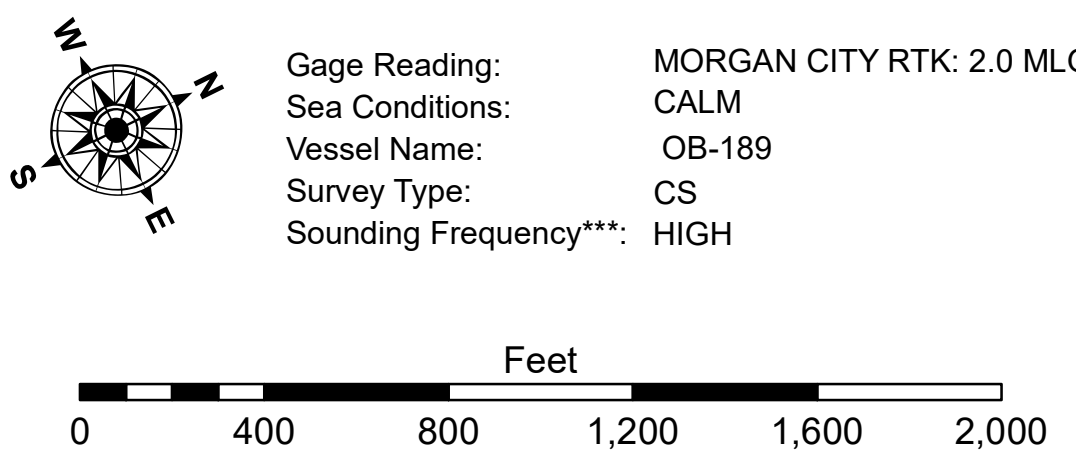 W
N
S
E
Gage Reading: MORGAN CITY RTK: 2.0
Sea Conditions: CALM
Vessel Name: OB-189
Survey Type: CS
Sounding Frequency***: HIGH
Feet
0 400 800 1,200 1,600 2,000